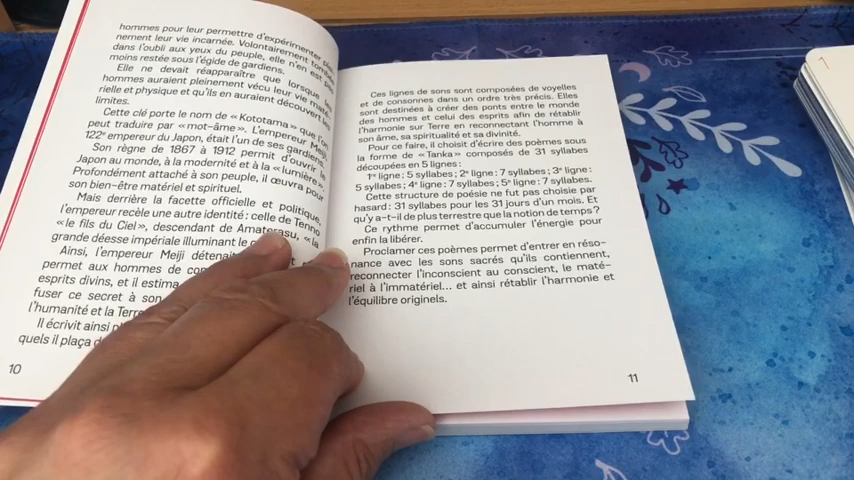 hommes pour leur permettre d'expérimenter
nement leur vie incarnée. Volontairement
dans l'oubli aux yeux du peuple, elle n'en est pas
moins restée sous l'égide de gardiens.
Elle ne devait réapparaître que lorsque les
hommes auraient pleinement vécu leur vie
rielle et physique et qu'ils en auraient découvert les
limites.
Cette clé porte le nom de « Kototama » que l'on
peut traduire par « mot-âme ». L'empereur Meiji,
122e empereur du Japon, était l'un de ses gardiens.
Son règne de 1867 à 1912 permit d'ouvrir le
Japon au monde, à la modernité et à la « lumière ».
Profondément attaché à son peuple, il œuvra pour
son bien-être matériel et spirituel.
Mais derrière la facette officielle et politique,
l'empereur recèle une autre identité : celle de Tenno
« le fils du Ciel », descendant de Amaterasu, « la
grande déesse impériale illuminant le
Ainsi, l'empereur Meiji détenait
permet aux hommes de
esprits divins, et il estima
fuser ce secret à son
l'humanité et la Terre
Il écrivit ainsi
quels il plaça
10
Ces lignes de sons sont composées de voyelles
et de consonnes dans un ordre très précis. Elles
sont destinées à créer des ponts entre le monde
des hommes et celui des esprits afin de rétablir
l'harmonie sur Terre en reconnectant l'homme à
son âme, sa spiritualité et sa divinité.
Pour ce faire, il choisit d'écrire des poèmes sous
la forme de « Tanka » composés de 31 syllabes
découpées en 5 lignes :
1re ligne : 5 syllabes ; 2e ligne : 7 syllabes ; 3e ligne :
5 syllabes ; 4e ligne : 7 syllabes ; 5e ligne : 7 syllabes.
Cette structure de poésie ne fut pas choisie par
hasard : 31 syllabes pour les 31 jours d'un mois. Et
qu'y a-t-il de plus terrestre que la notion de temps ?
Ce rythme permet d'accumuler l'énergie pour
enfin la libérer.
Proclamer ces poèmes permet d'entrer en réso-
nance avec les sons sacrés qu'ils contiennent,
reconnecter l'inconscient au conscient, le maté-
riel à l'immatériel... et ainsi rétablir l'harmonie et
l'équilibre originels.
11